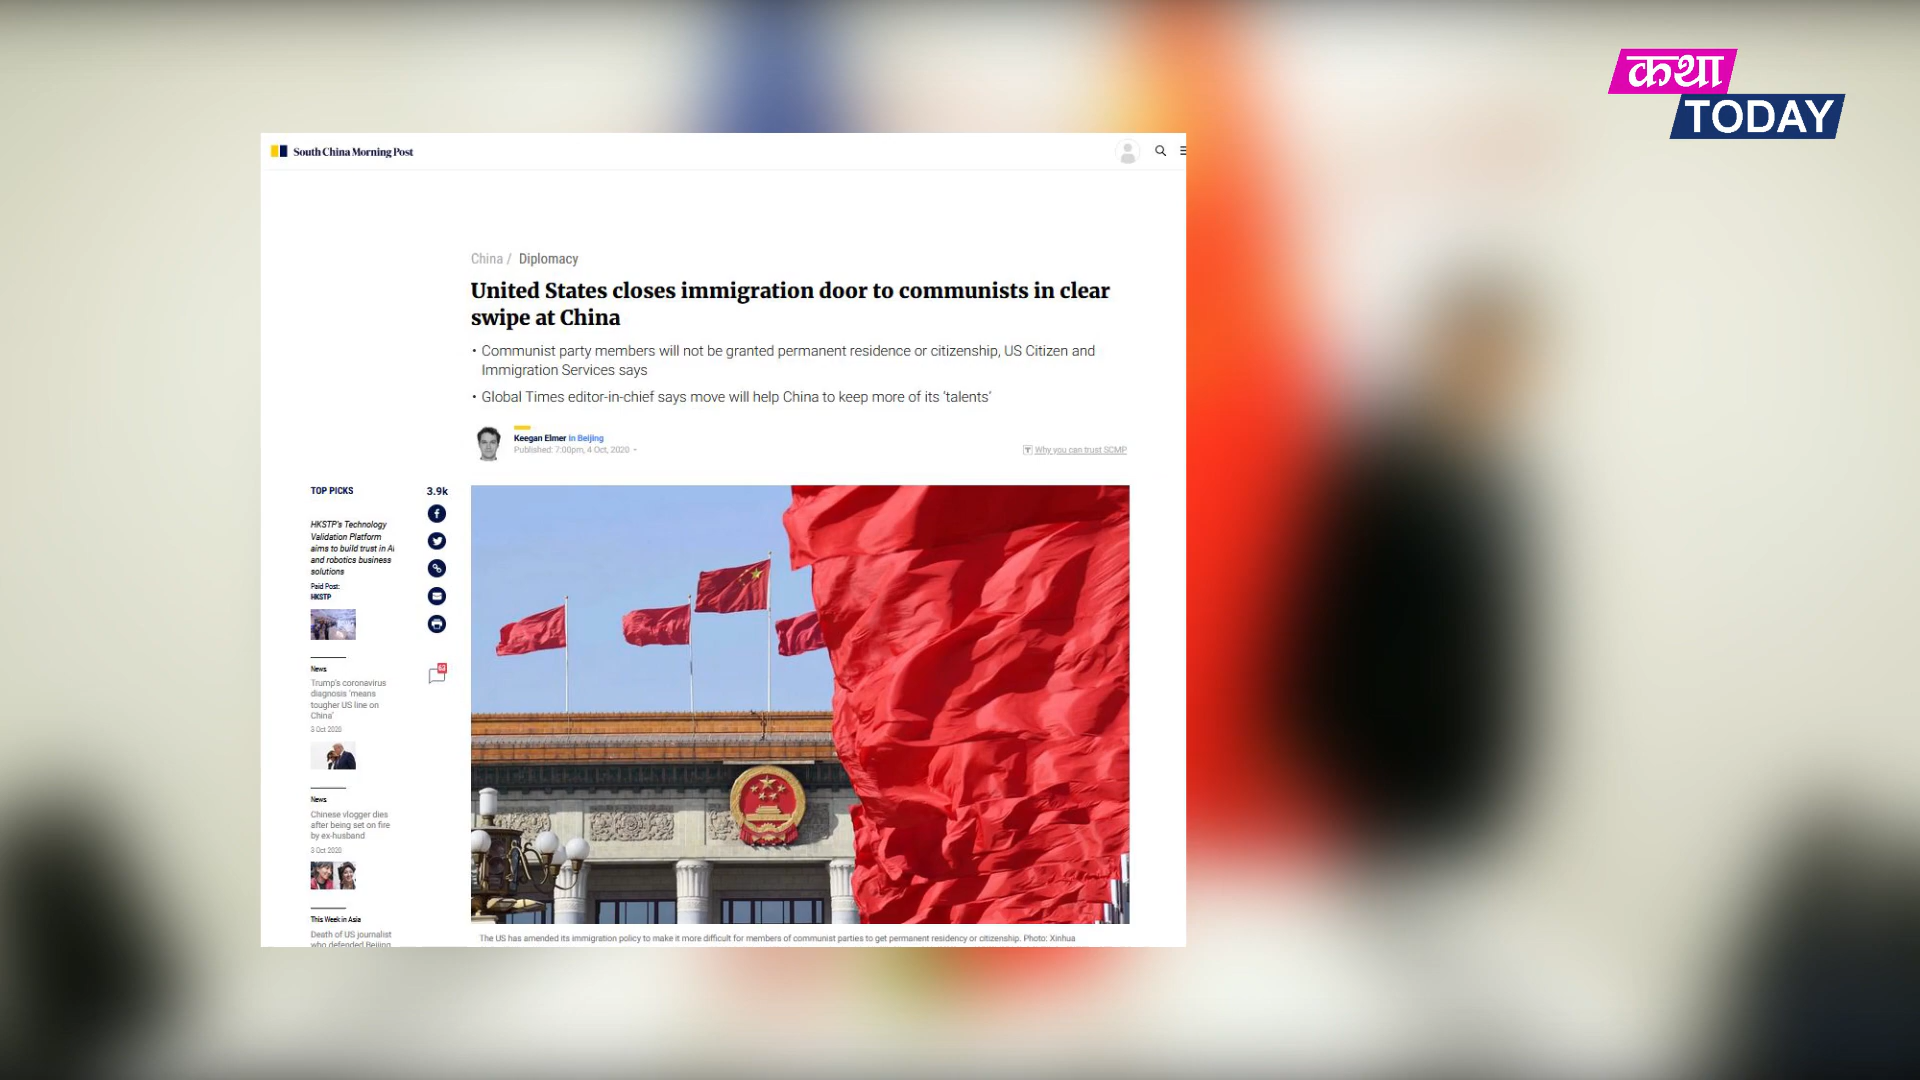 कथा
TODAY
South China Morning Post
China / Diplomacy
United States closes immigration door to communists in clear
swipe at China
• Communist party members will not be granted permanent residence or citizenship, US Citizen and
Immigration Services says
• Global Times editor-in-chief says move will help China to keep more of its 'talents'
Keegan Elmer in Beijing
Published: 7:00pm, 4 Oct, 2020
Why you can trust SCMP
TOP PICKS
3.9k
HKSTP's Technology
Validation Platform
aims to build trust in AI
and robotics business
solutions
Paid Post:
HKSTP
News
Trump's coronavirus
diagnosis 'means
tougher US line on
China'
3 Oct 2020
News
Chinese vlogger dies
after being set on fire
by ex-husband
3 Oct 2020
This Week in Asia
Death of US journalist
who defended Beijing
The US has amended its immigration policy to make it more difficult for members of communist parties to get permanent residency or citizenship. Photo: Xinhua